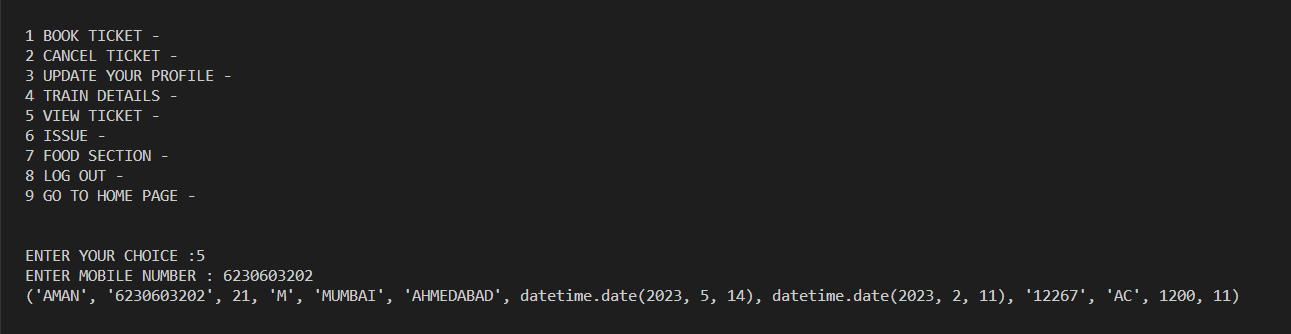 1 BOOK TICKET -
2 CANCEL TICKET -
3 UPDATE YOUR PROFILE -
4 TRAIN DETAILS -
5 VIEW TICKET -
6 ISSUE -
7 FOOD SECTION -
8 LOG OUT -
9 GO TO HOME PAGE -
ENTER YOUR CHOICE :5
ENTER MOBILE NUMBER : 6230603202
('AMAN', '6230603202', 21, 'M', 'MUMBAI', 'AHMEDABAD', datetime.date(2023, 5, 14), datetime.date(2023, 2, 11), '12267', 'AC', 1200, 11)